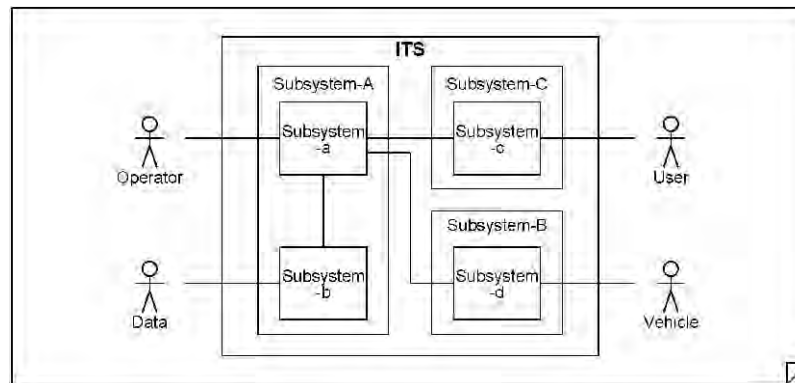 ITS
Subsystem-A
Subsystem-C
Subsystem
-a
Subsystem
-c
Operator
User
Subsystem-B
Subsystem
-b
Subsystem
-d
Data
Vehicle